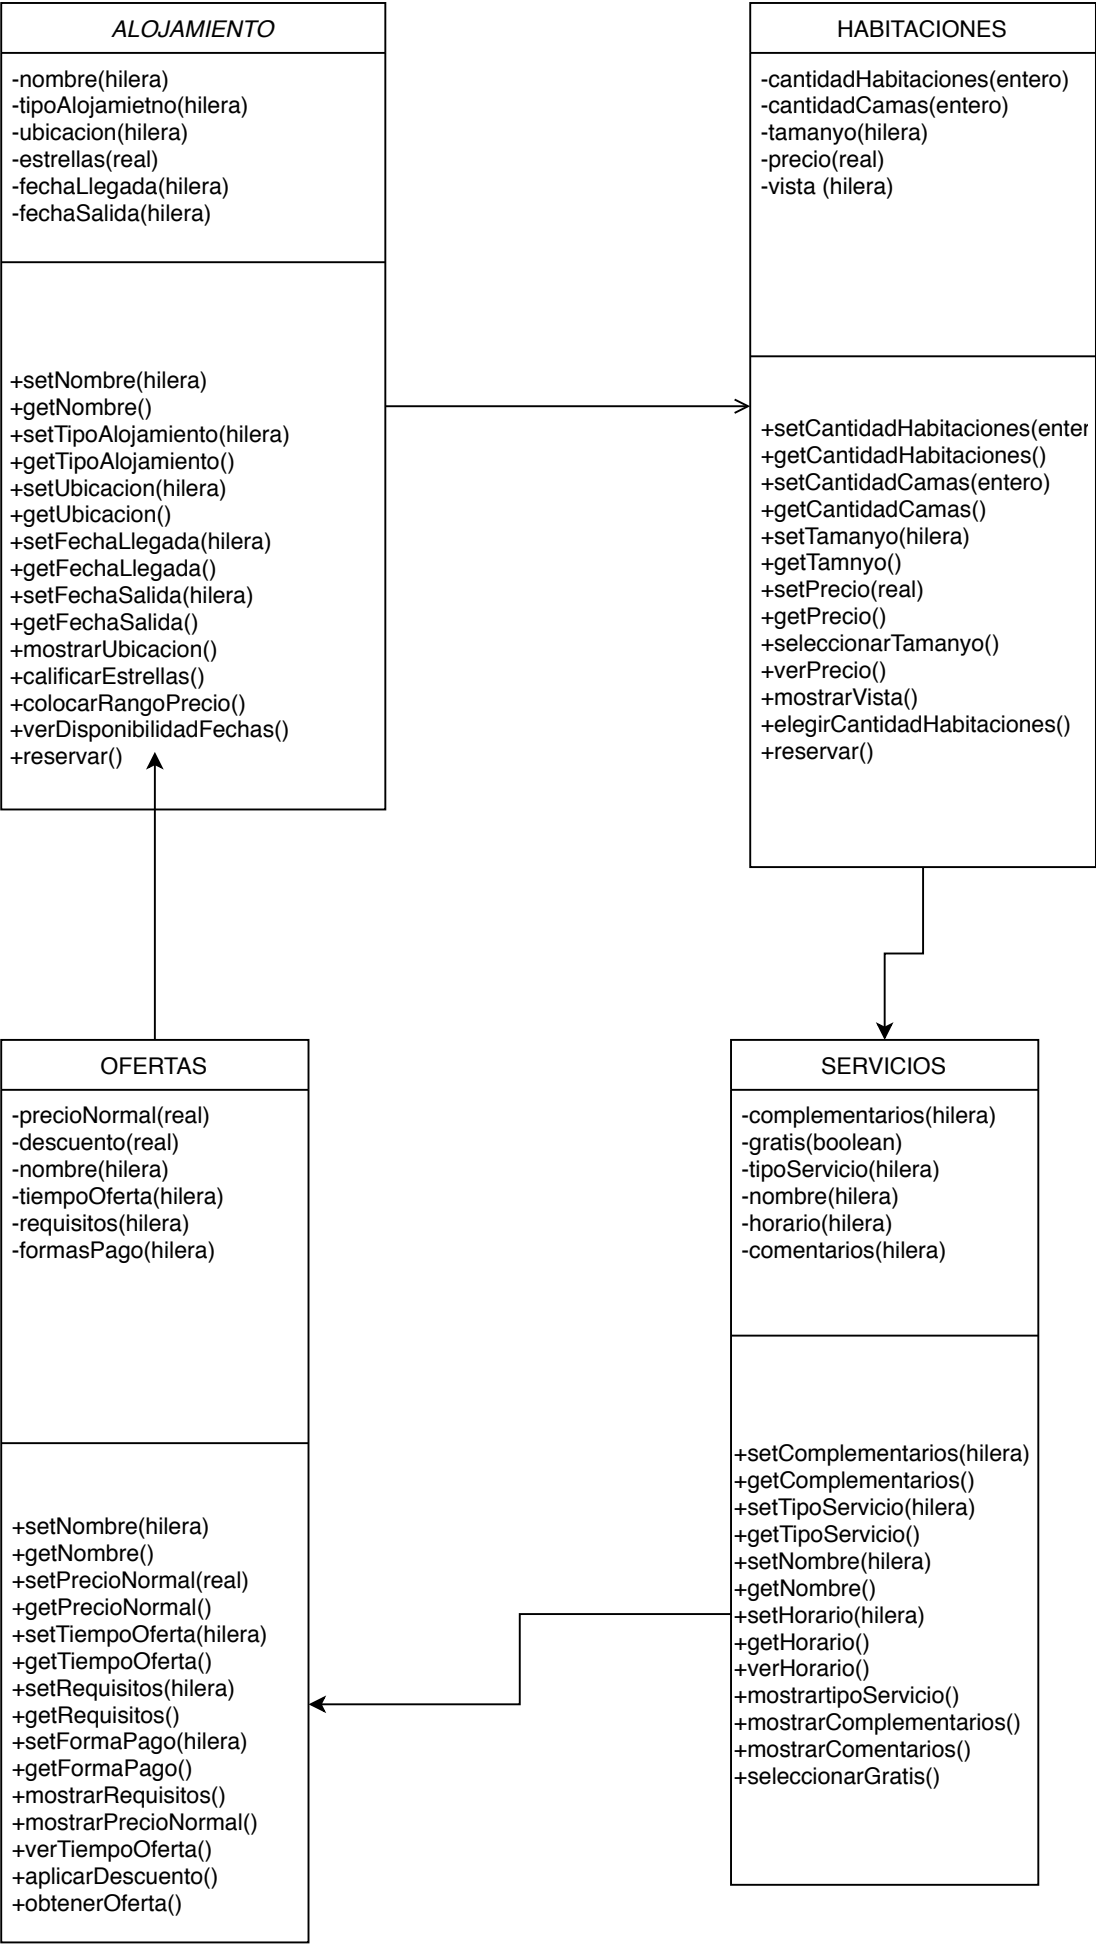 ALOJAMIENTO
-nombre(hilera)
-tipoAlojamietno(hilera)
-ubicacion(hilera)
-estrellas(real)
-fechaLlegada(hilera)
-fechaSalida(hilera)
+setNombre(hilera)
+getNombre()
+setTipoAlojamiento(hilera)
+getTipoAlojamiento()
+setUbicacion(hilera)
+getUbicacion()
+setFechaLlegada(hilera)
+getFechaLlegada()
+setFechaSalida(hilera)
+getFechaSalida()
+mostrarUbicacion()
+calificarEstrellas()
+colocarRangoPrecio()
+verDisponibilidadFechas()
+reservar()
HABITACIONES
-cantidadHabitaciones(entero)
-cantidadCamas(entero)
-tamanyo(hilera)
-precio(real)
-vista (hilera)
+setCantidadHabitaciones(enter
+getCantidadHabitaciones()
+setCantidadCamas(entero)
+getCantidadCamas()
+setTamanyo(hilera)
+getTamnyo()
+setPrecio(real)
+getPrecio()
+seleccionarTamanyo()
+verPrecio()
+mostrarVista()
+elegirCantidadHabitaciones()
+reservar()
OFERTAS
-precioNormal(real)
-descuento(real)
-nombre(hilera)
-tiempoOferta(hilera)
-requisitos(hilera)
-formasPago(hilera)
+setNombre(hilera)
+getNombre()
+setPrecioNormal(real)
+getPrecioNormal()
+setTiempoOferta(hilera)
+getTiempoOferta()
+setRequisitos(hilera)
+getRequisitos()
+setFormaPago(hilera)
+getFormaPago()
+mostrarRequisitos()
+mostrarPrecioNormal()
+verTiempoOferta()
+aplicarDescuento()
+obtenerOferta()
SERVICIOS
-complementarios(hilera)
-gratis(boolean)
-tipoServicio(hilera)
-nombre(hilera)
-horario(hilera)
-comentarios(hilera)
+setComplementarios(hilera)
+getComplementarios()
+setTipoServicio(hilera)
+getTipoServicio()
+setNombre(hilera)
+getNombre()
+setHorario(hilera)
+getHorario()
+verHorario()
+mostrartipoServicio()
+mostrarComplementarios()
+mostrarComentarios()
+seleccionarGratis()